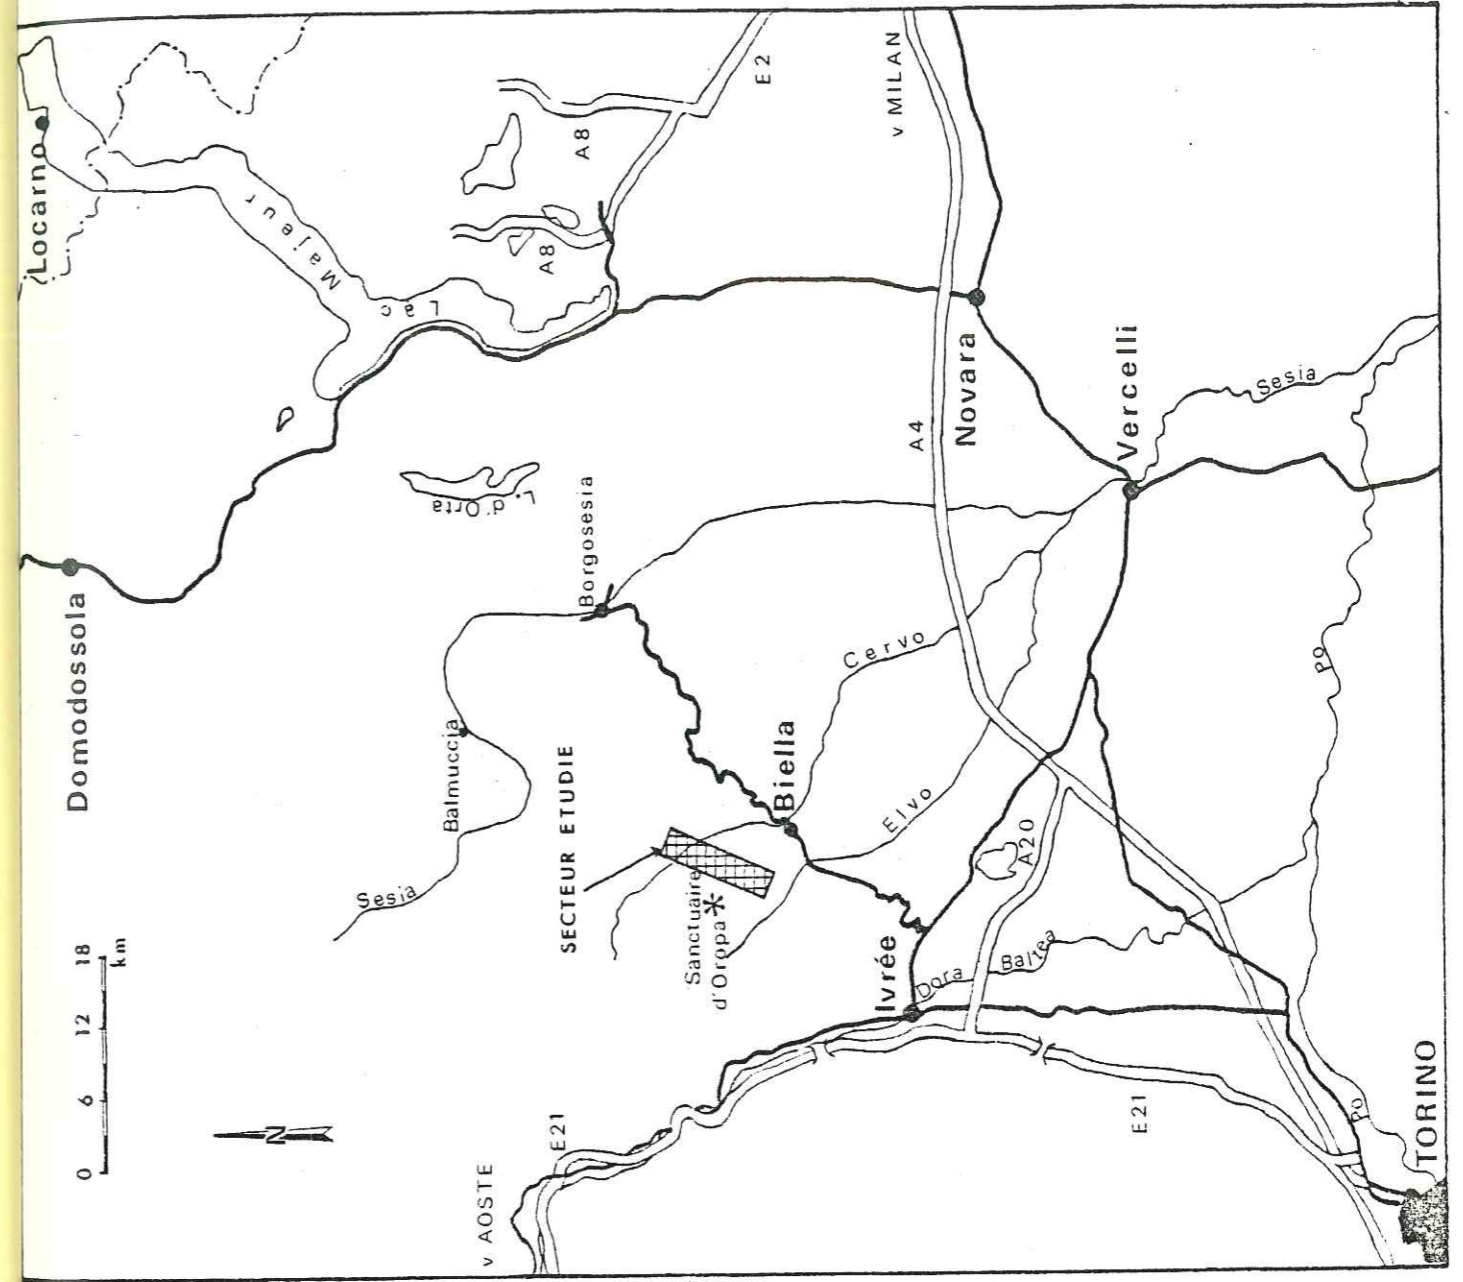 Locarno
Domodossola
0 6 12 18
km
N
Lac Majeur
Sesia
Balmuccia
L. d'Orta
v AOSTE
A8
E21
SECTEUR ETUDIE
A8
Borgosesia
Sanctuaire
d'Oropa
E2
Biella
Ivrée
Cervo
v MILAN
Elvo
A4
Dora Baltea
Novara
A20
Vercelli
E21
Sesia
PO
PO
TORINO